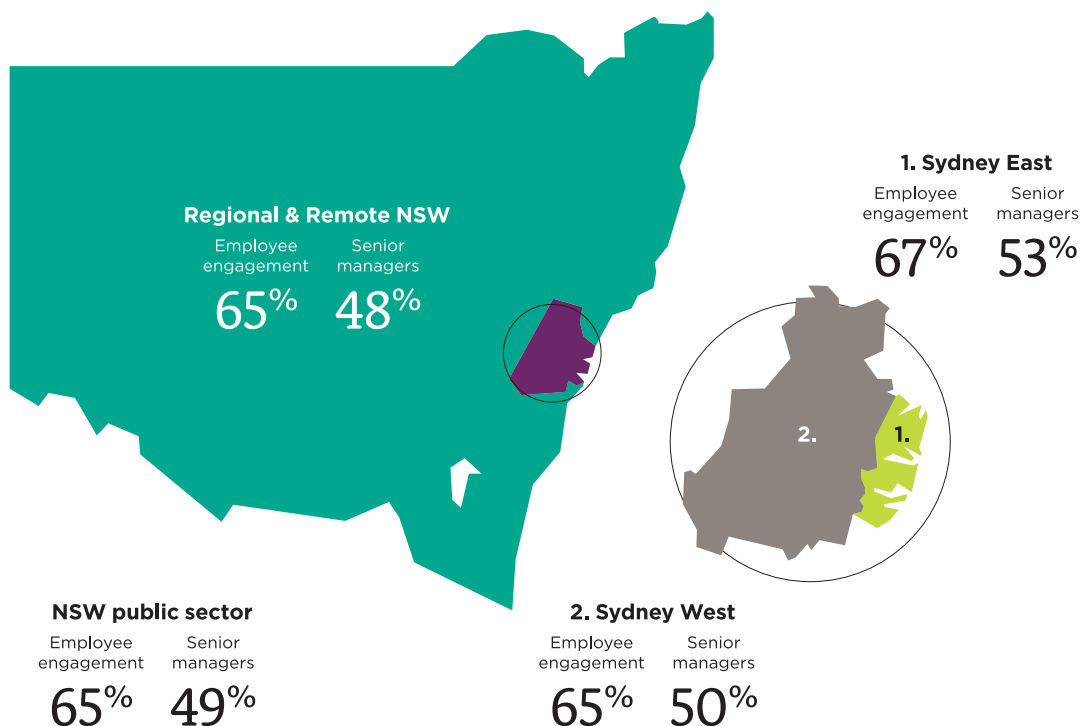 1. Sydney East
Employee engagement
Senior managers
67%
53%
Regional & Remote NSW
Employee engagement
Senior managers
65%
48%
2.
1.
NSW public sector
Employee engagement
Senior managers
65%
49%
2. Sydney West
Employee engagement
Senior managers
65%
50%